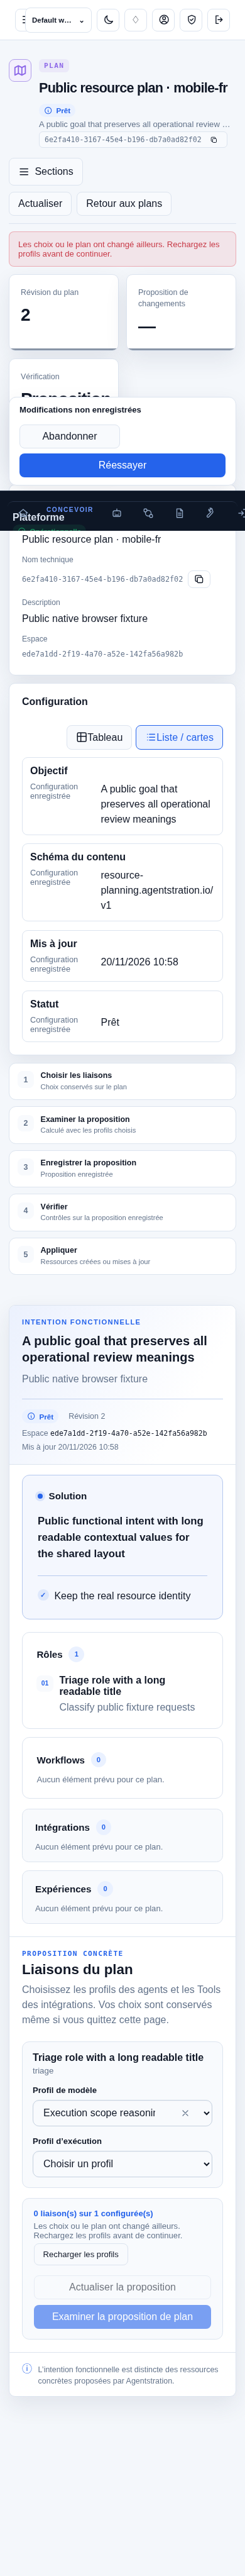 Default w...
PLAN
Public resource plan · mobile-fr
Prêt
A public goal that preserves all operational review ...
6e2fa410-3167-45e4-b196-db7a0ad82f02
Sections
Actualiser
Retour aux plans
Les choix ou le plan ont changé ailleurs. Rechargez les
profils avant de continuer.
Révision du plan
2
Proposition de
changements
—
Vérification
Modifications non enregistrées
Abandonner
Réessayer
CONCEVOIR
Plateforme
Public resource plan · mobile-fr
Nom technique
6e2fa410-3167-45e4-b196-db7a0ad82f02
Description
Public native browser fixture
Espace
ede7a1dd-2f19-4a70-a52e-142fa56a982b
Configuration
Tableau
Liste / cartes
Objectif
Configuration
enregistrée
A public goal that
preserves all operational
review meanings
Schéma du contenu
Configuration
enregistrée
resource-
planning.agentstration.io/
v1
Mis à jour
Configuration
enregistrée
20/11/2026 10:58
Statut
Configuration
enregistrée
Prêt
1
Choisir les liaisons
Choix conservés sur le plan
2
Examiner la proposition
Calculé avec les profils choisis
3
Enregistrer la proposition
Proposition enregistrée
4
Vérifier
Contrôles sur la proposition enregistrée
5
Appliquer
Ressources créées ou mises à jour
INTENTION FONCTIONNELLE
A public goal that preserves all
operational review meanings
Public native browser fixture
Prêt
Révision 2
Espace ede7a1dd-2f19-4a70-a52e-142fa56a982b
Mis à jour 20/11/2026 10:58
Solution
Public functional intent with long
readable contextual values for
the shared layout
Keep the real resource identity
Rôles 1
01
Triage role with a long
readable title
Classify public fixture requests
Workflows 0
Aucun élément prévu pour ce plan.
Intégrations 0
Aucun élément prévu pour ce plan.
Expériences 0
Aucun élément prévu pour ce plan.
PROPOSITION CONCRÈTE
Liaisons du plan
Choisissez les profils des agents et les Tools
des intégrations. Vos choix sont conservés
même si vous quittez cette page.
Triage role with a long readable title
triage
Profil de modèle
Execution scope reasonin
Profil d'exécution
Choisir un profil
0 liaison(s) sur 1 configurée(s)
Les choix ou le plan ont changé ailleurs.
Rechargez les profils avant de continuer.
Recharger les profils
Actualiser la proposition
Examiner la proposition de plan
L'intention fonctionnelle est distincte des ressources
concrètes proposées par Agentstration.